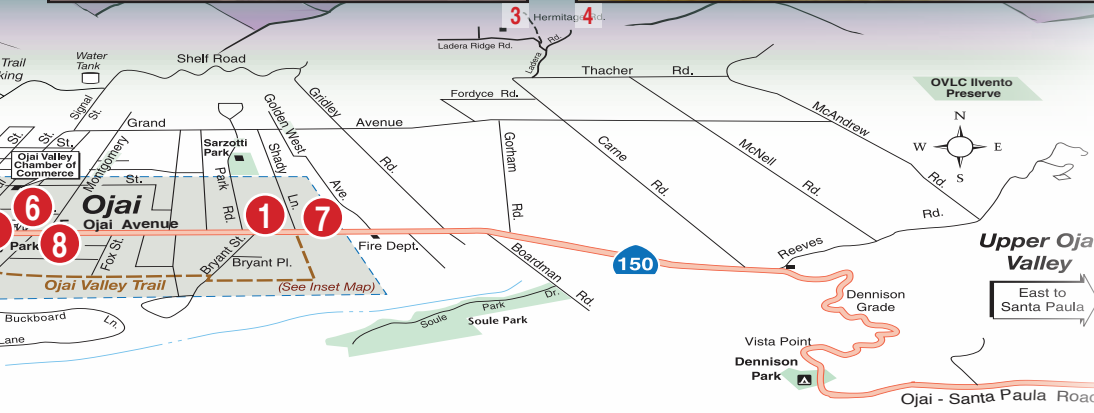 3
Hermitage Rd.
4
Ladera Ridge Rd.
Ladera
Rd.
Trail
king
Water
Tank
Shelf Road
Thacher Rd.
OVLC Ilvento
Preserve
Signal
St.
Fordyce Rd.
Golden West
Ave.
Gridley
Rd.
McAndrew
Rd.
N
W
E
S
Grand Avenue
St.
St.
St.
Montgomery
Sarzotti
Park
Park
Rd.
Shady
Ln.
Gorham
Rd.
Carne
Rd.
McNell
Rd.
Ojai Valley
Chamber of
Commerce
St.
6
Ojai
Ojai Avenue
1
7
8
Park
Fox St.
Bryant St.
Bryant Pl.
Fire Dept.
Boardman
Rd.
150
Reeves
Rd.
Upper Oja
Valley
East to
Santa Paula
Ojai Valley Trail
(See Inset Map)
Dennison
Grade
Buckboard
Ln.
Lane
Soule Park Dr.
Soule Park
Vista Point
Dennison
Park
Ojai - Santa Paula Road